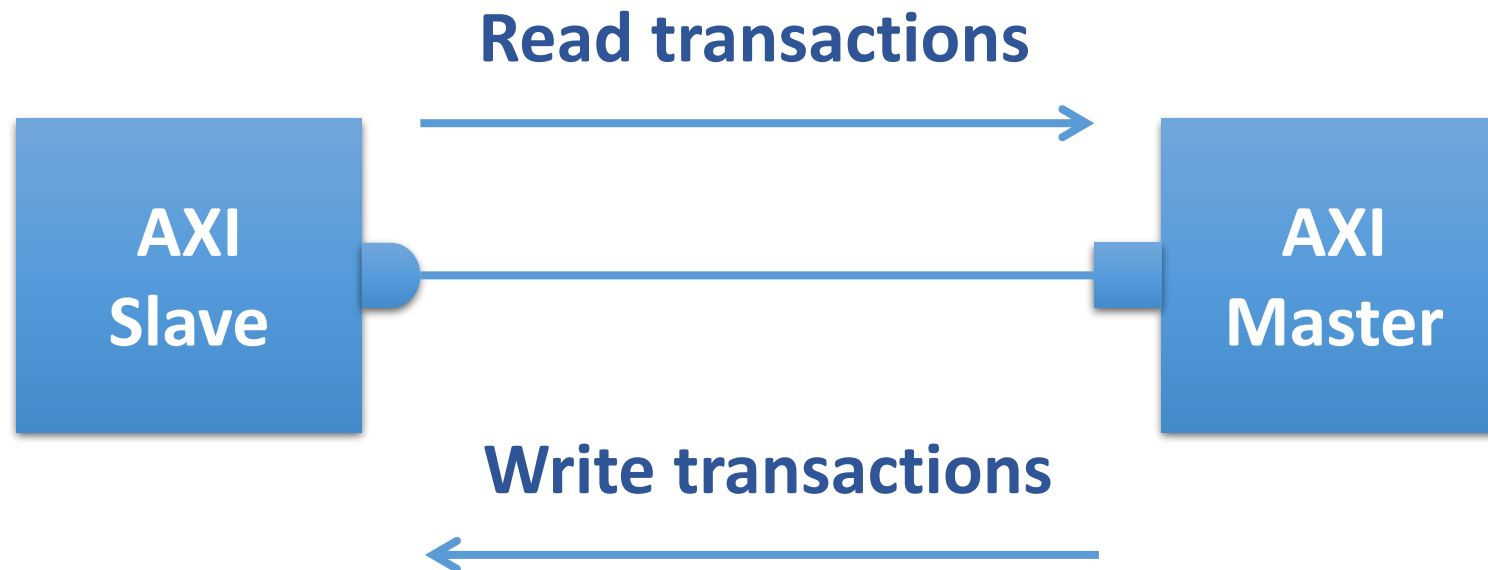 Read transactions
AXI
Slave
AXI
Master
Write transactions